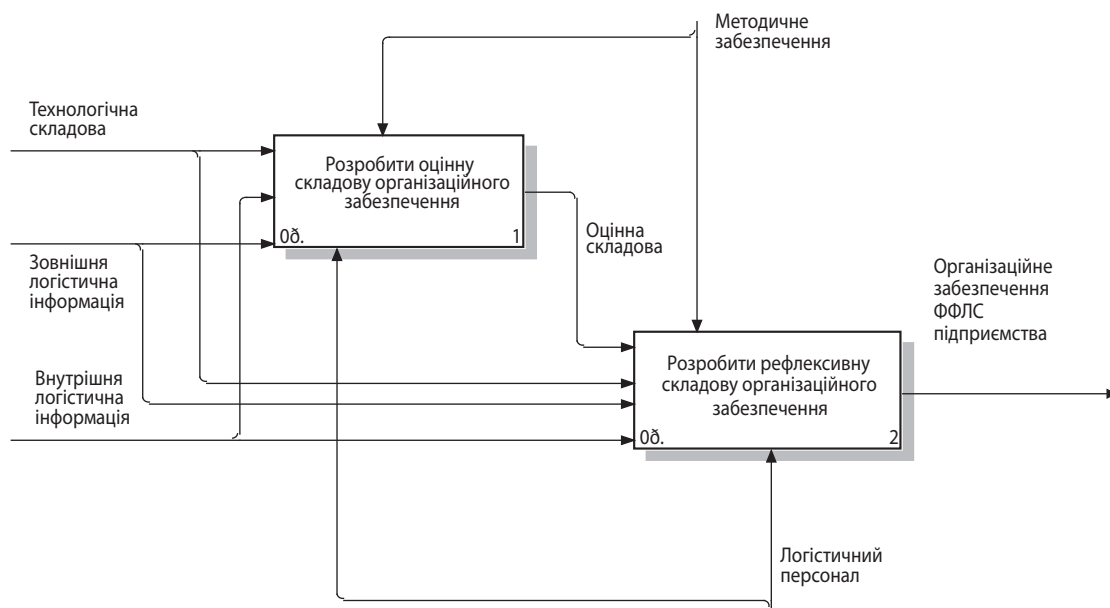 Методичне
забезпечення
Технологічна
складова
Розробити оцінну
складову організаційного
забезпечення
0ð.
1
Оцінна
складова
Зовнішня
логістична
інформація
Організаційне
забезпечення
ФФЛС
підприємства
Розробити рефлексивну
складову організаційного
забезпечення
0ð.
2
Внутрішня
логістична
інформація
Логістичний
персонал